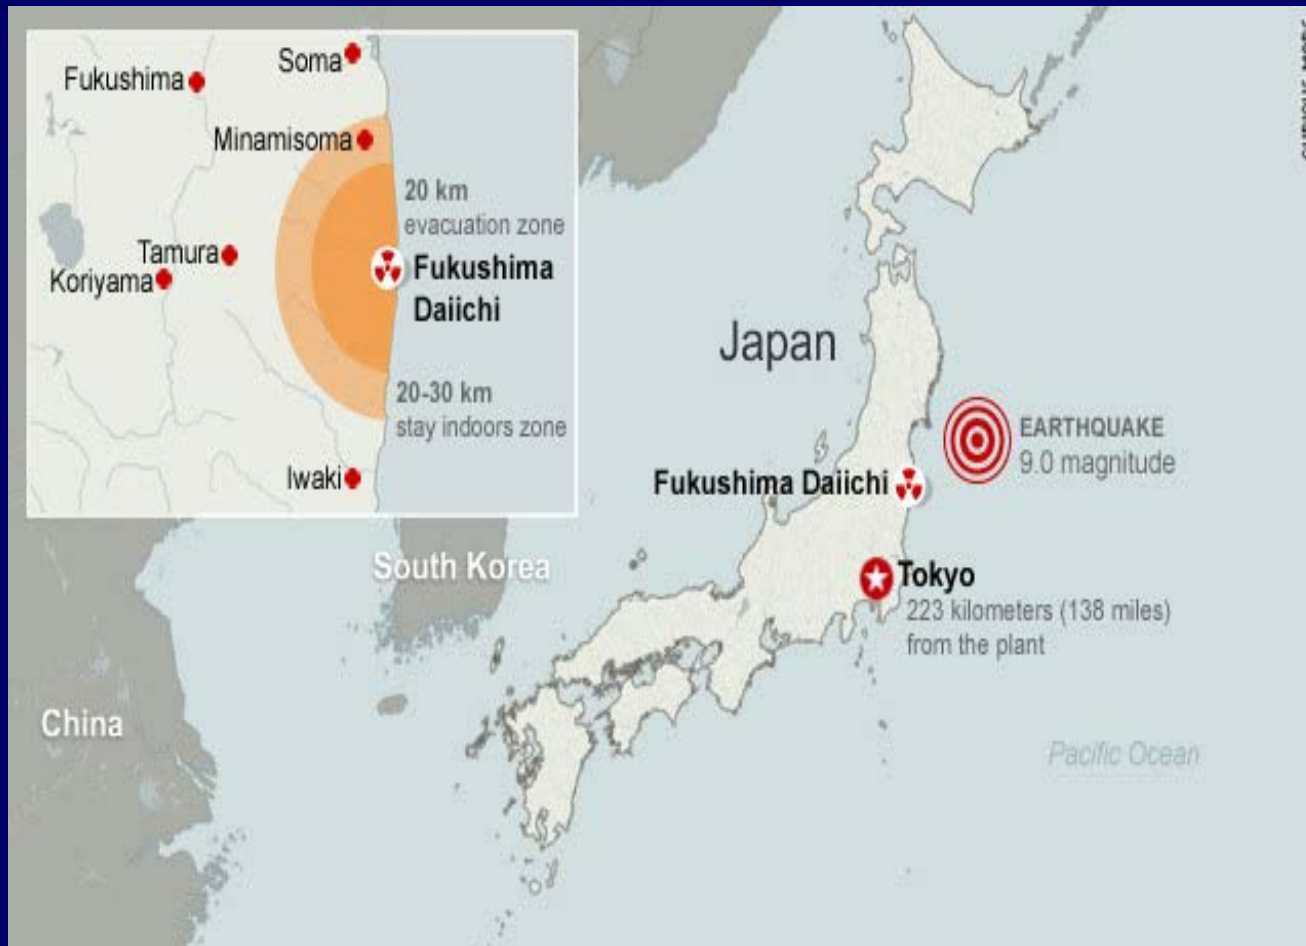 Soma
Fukushima
Minamisoma
20 km
evacuation zone
Tamura
Koriyama
Fukushima
Daiichi
20-30 km
stay indoors zone
Iwaki
Japan
EARTHQUAKE
9.0 magnitude
Fukushima Daiichi
South Korea
Tokyo
223 kilometers (138 miles)
from the plant
China
Pacific Ocean